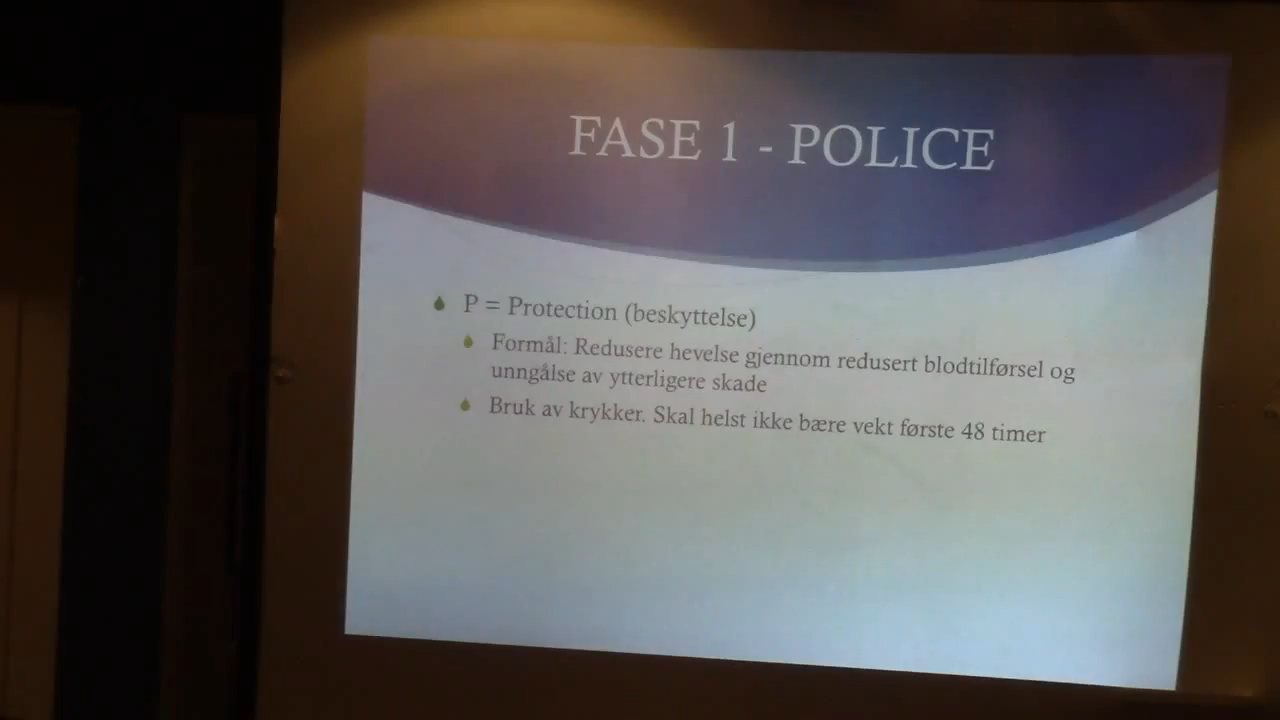 FASE 1 - POLICE
P = Protection (beskyttelse)
Formål: Redusere hevelse gjennom redusert blodtilførsel og
unngålse av ytterligere skade
Bruk av krykker. Skal helst ikke bære vekt første 48 timer